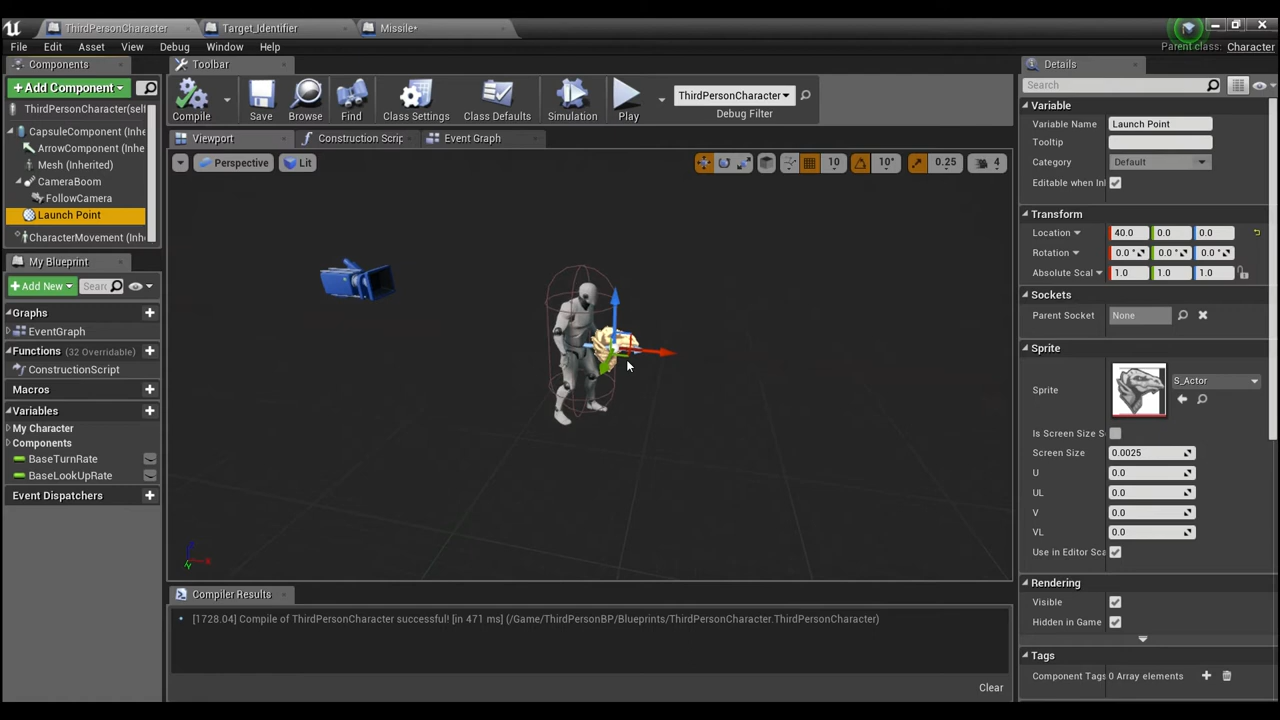 ThirdPersonCharacter
Target_Identifier
Missile*
File
Edit
Asset
View
Debug
Window
Help
Parent class: Character
Components
+ Add Component
ThirdPersonCharacter(self
CapsuleComponent (Inhe
ArrowComponent (Inhe
Mesh (Inherited)
CameraBoom
FollowCamera
Launch Point
CharacterMovement (Inhe
My Blueprint
+ Add New
Searc
Graphs
EventGraph
Functions (32 Overridable)
ConstructionScript
Macros
Variables
My Character
Components
BaseTurnRate
BaseLookUpRate
Event Dispatchers
Toolbar
Compile
Save
Browse
Find
Class Settings
Class Defaults
Simulation
Play
ThirdPersonCharacter
Debug Filter
Viewport
Construction Scrip
Event Graph
Perspective
Lit
10
10°
0.25
4
Compiler Results
[1728.04] Compile of ThirdPersonCharacter successful! [in 471 ms] (/Game/ThirdPersonBP/Blueprints/ThirdPersonCharacter.ThirdPersonCharacter)
Clear
Details
Search
Variable
Variable Name Launch Point
Tooltip
Category Default
Editable when Inl
Transform
Location 40.0 0.0 0.0
Rotation 0.0 ° 0.0 ° 0.0 °
Absolute Scal 1.0 1.0 1.0
Sockets
Parent Socket None
Sprite
Sprite S_Actor
Is Screen Size S
Screen Size 0.0025
U 0.0
UL 0.0
V 0.0
VL 0.0
Use in Editor Sca
Rendering
Visible
Hidden in Game
Tags
Component Tags 0 Array elements